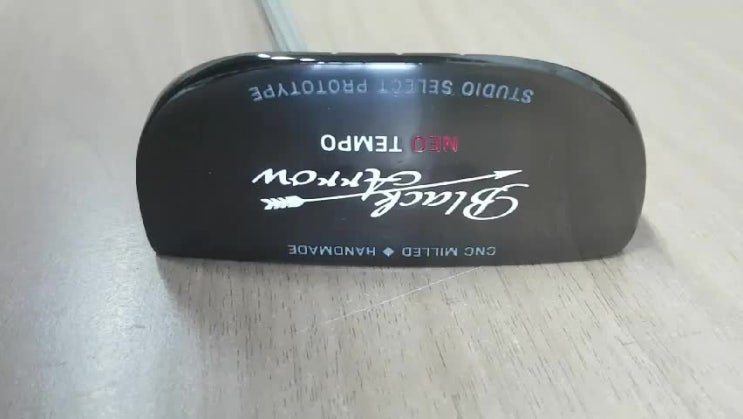 CNC MILLED ◆ HANDMADE
Black
Arrow
NEO TEMPO
STUDIO SELECT PROTOTYPE